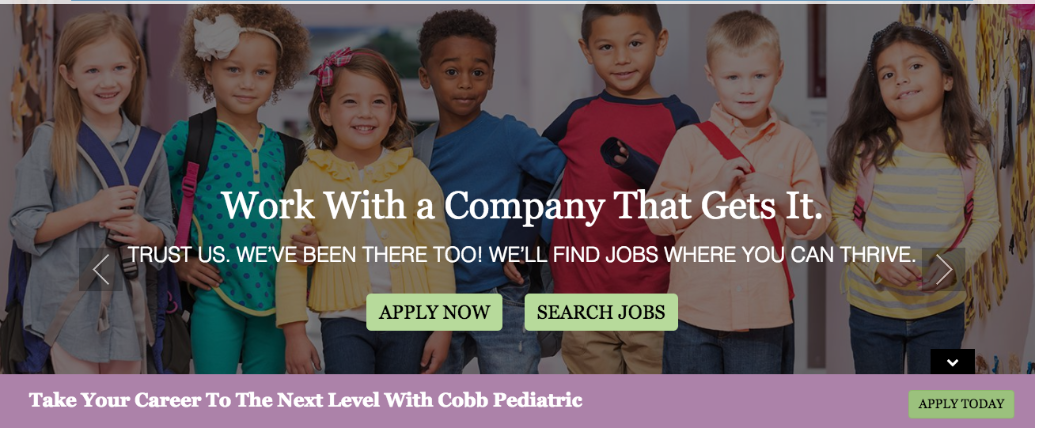 Work With a Company That Gets It.
TRUST US. WE'VE BEEN THERE TOO! WE'LL FIND JOBS WHERE YOU CAN THRIVE.
APPLY NOW
SEARCH JOBS
Take Your Career To The Next Level With Cobb Pediatric
APPLY TODAY